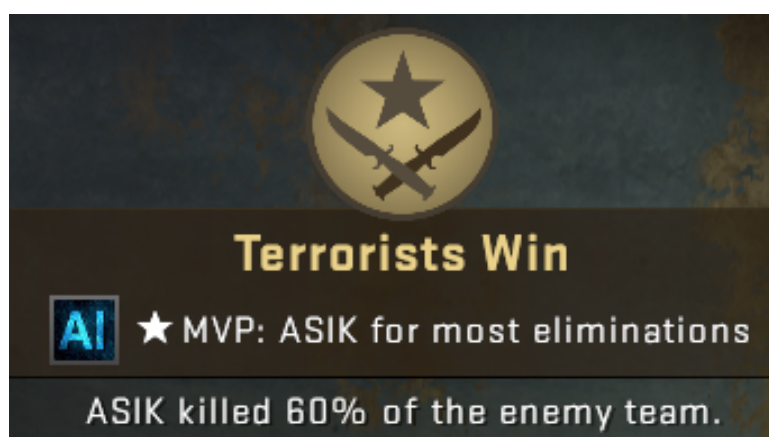 Terrorists Win
AI ★ MVP: ASIK for most eliminations
ASIK killed 60% of the enemy team.